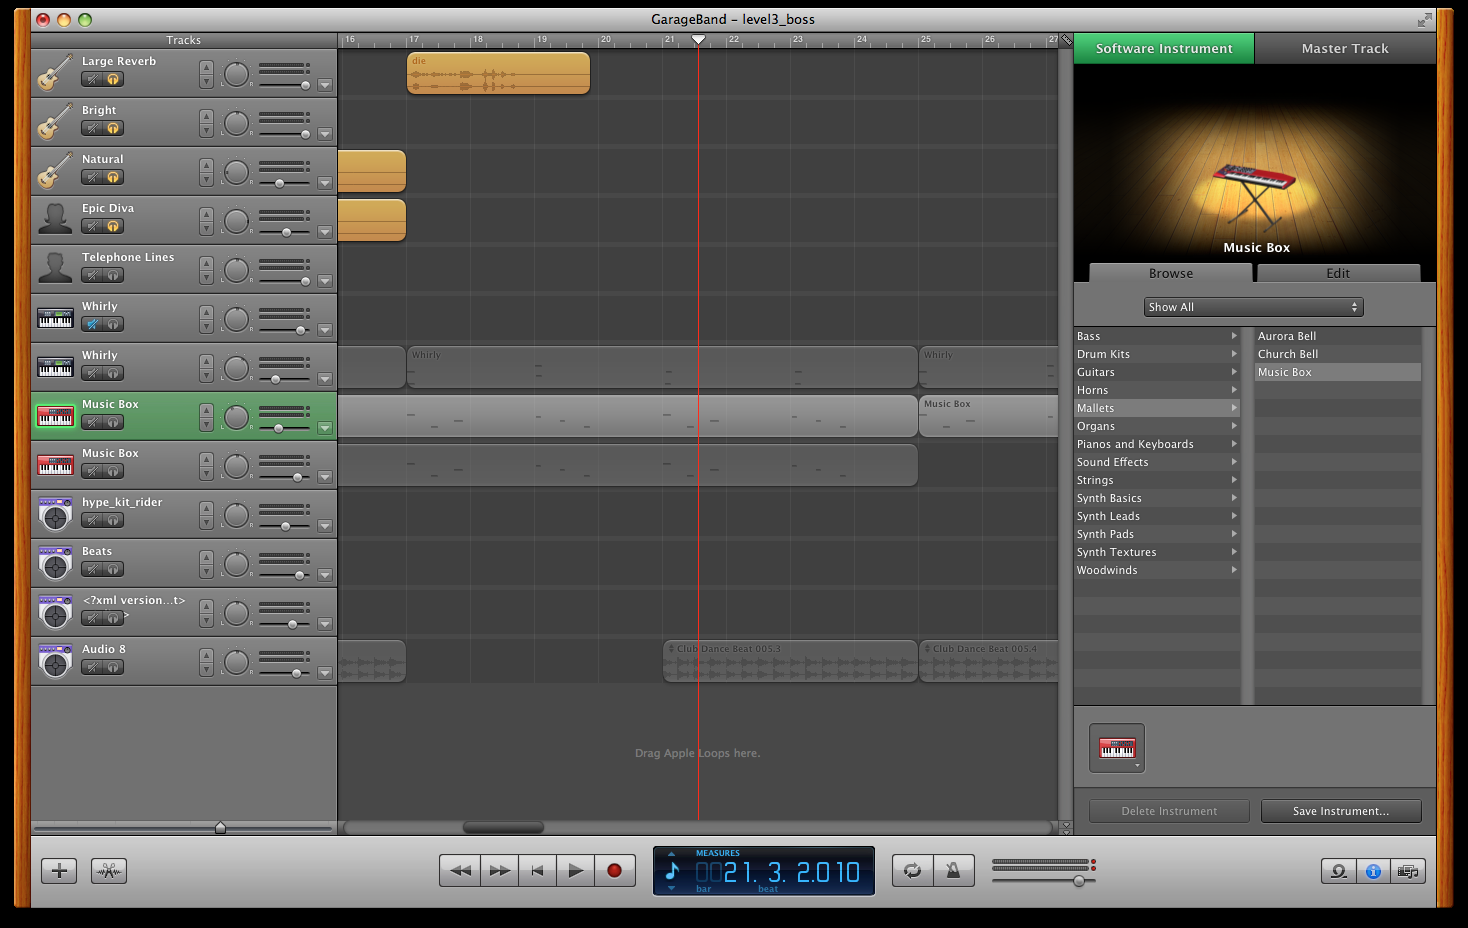 GarageBand - level3_boss
Tracks
16 17 18 19 20 21 22 23 24 25 26 27
Software Instrument
Master Track
Large Reverb
L R
die
Bright
L R
Natural
L R
Epic Diva
L R
Telephone Lines
L R
Whirly
L R
Whirly
L R
Whirly
Whirly
Music Box
L R
Music Box
Music Box
L R
hype_kit_rider
L R
Beats
L R
<?xml version...t>
>
L R
Audio 8
L R
Club Dance Beat 005.3
Club Dance Beat 005.4
Drag Apple Loops here.
Music Box
Browse
Edit
Show All
Bass
Drum Kits
Guitars
Horns
Mallets
Organs
Pianos and Keyboards
Sound Effects
Strings
Synth Basics
Synth Leads
Synth Pads
Synth Textures
Woodwinds
Aurora Bell
Church Bell
Music Box
Delete Instrument
Save Instrument...
MEASURES
0021. 3. 2.010
bar beat